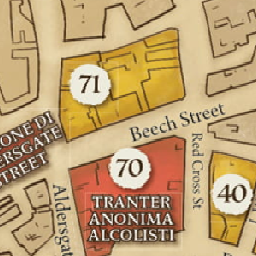 71
Beech Street
ONE DI
ERSGATE
STREET
70
Red Cross St
40
TRANTER
ANONIMA
ALCOLISTI
Aldersgat